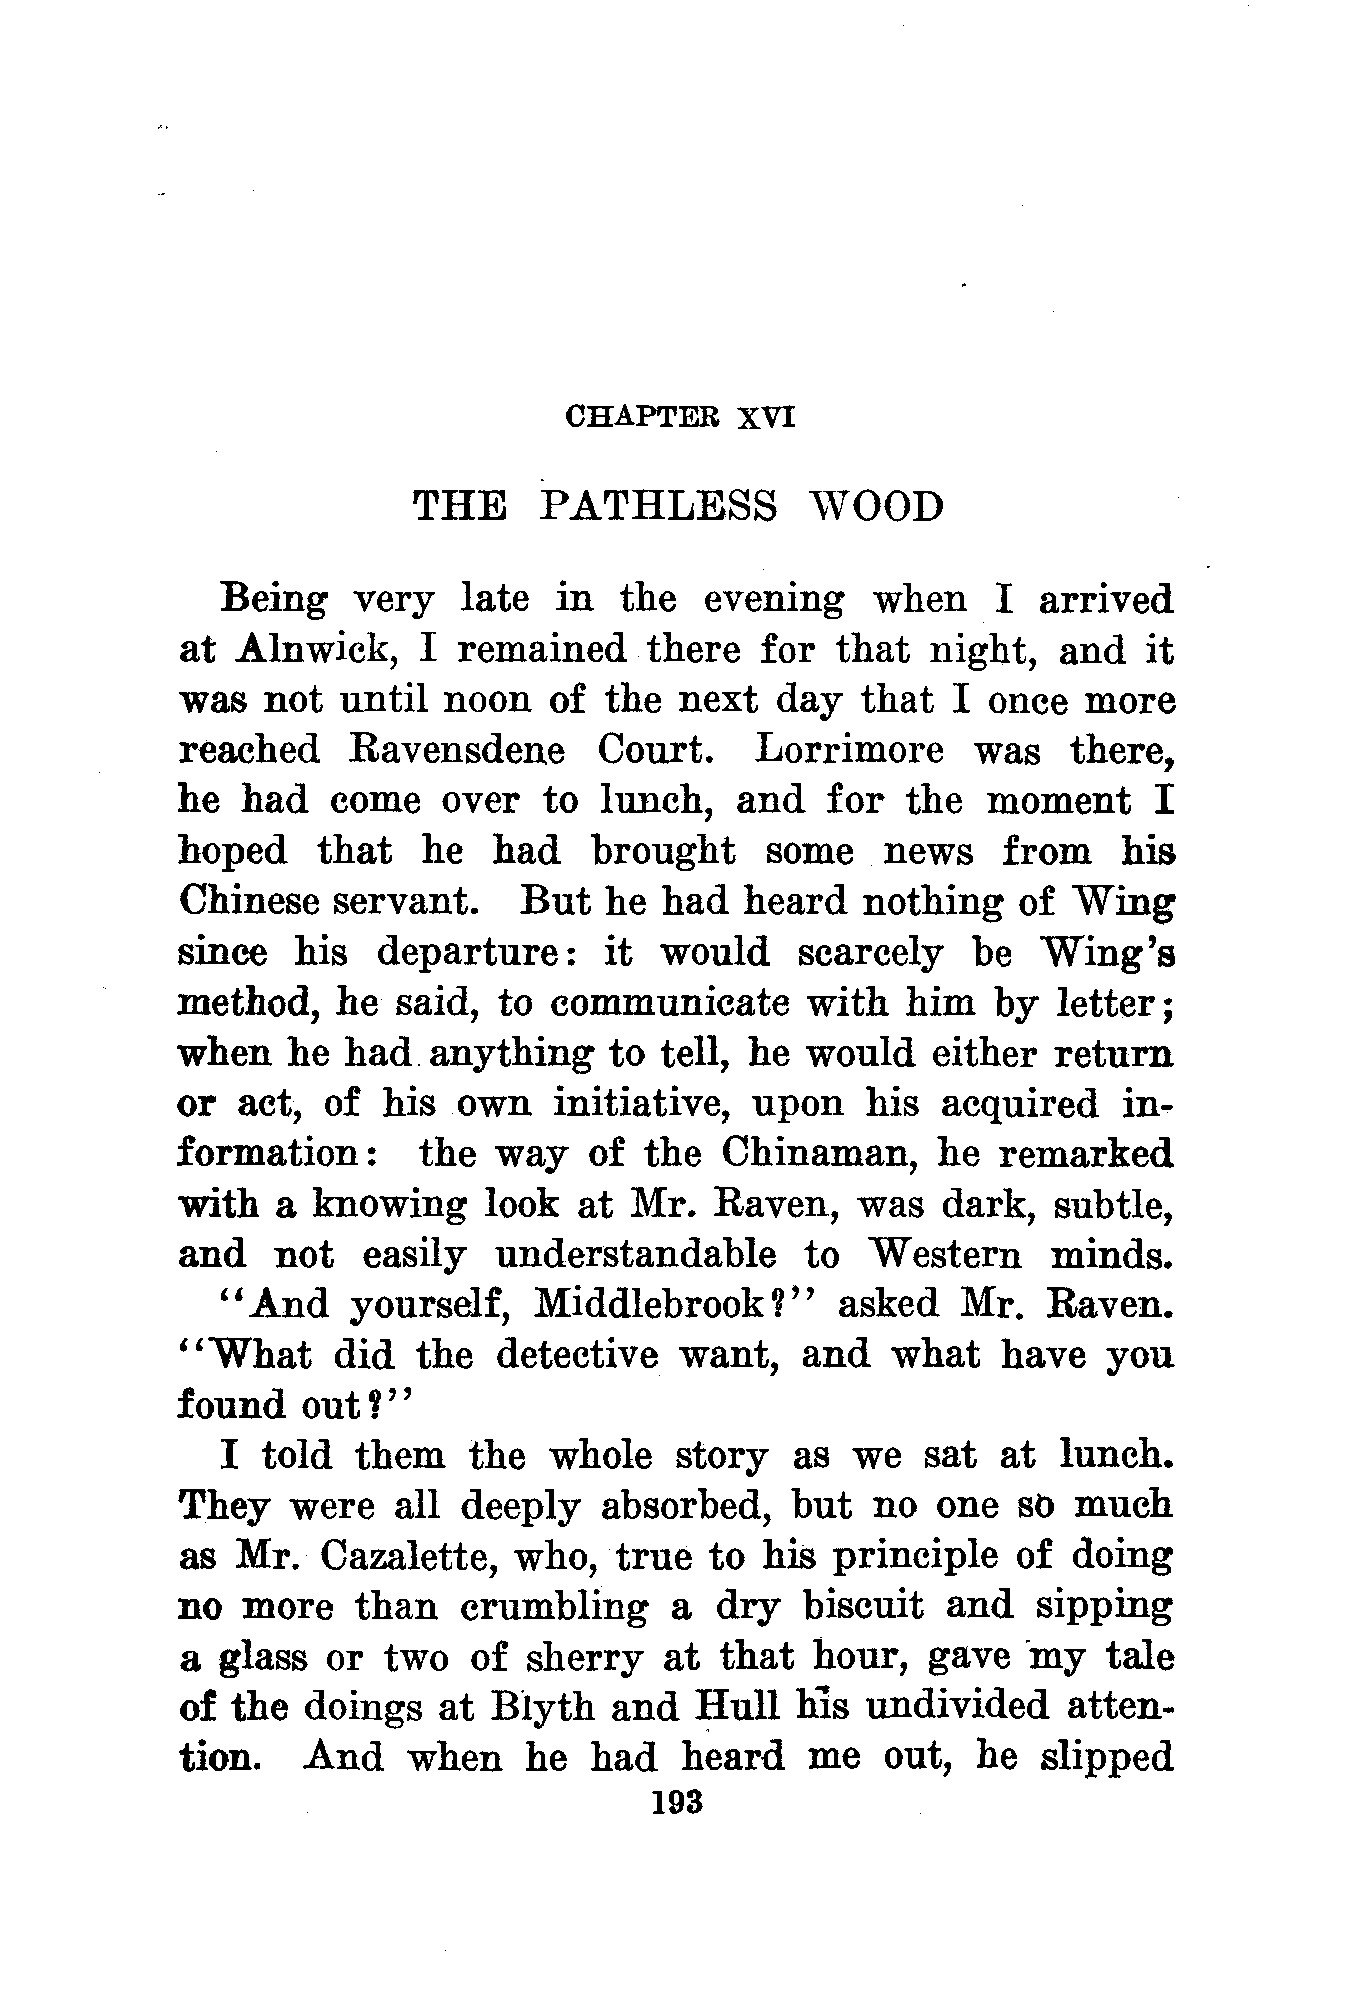 CHAPTER XVI
THE PATHLESS WOOD
Being very late in the evening when I arrived
at Alnwick, I remained there for that night, and it
was not until noon of the next day that I once more
reached Ravensdene Court. Lorrimore was there,
he had come over to lunch, and for the moment I
hoped that he had brought some news from his
Chinese servant. But he had heard nothing of Wing
since his departure: it would scarcely be Wing's
method, he said, to communicate with him by letter;
when he had anything to tell, he would either return
or act, of his own initiative, upon his acquired in-
formation: the way of the Chinaman, he remarked
with a knowing look at Mr. Raven, was dark, subtle,
and not easily understandable to Western minds.
"And yourself, Middlebrook?" asked Mr. Raven.
"What did the detective want, and what have you
found out?"
I told them the whole story as we sat at lunch.
They were all deeply absorbed, but no one so much
as Mr. Cazalette, who, true to his principle of doing
no more than crumbling a dry biscuit and sipping
a glass or two of sherry at that hour, gave my tale
of the doings at Blyth and Hull his undivided atten-
tion. And when he had heard me out, he slipped
193